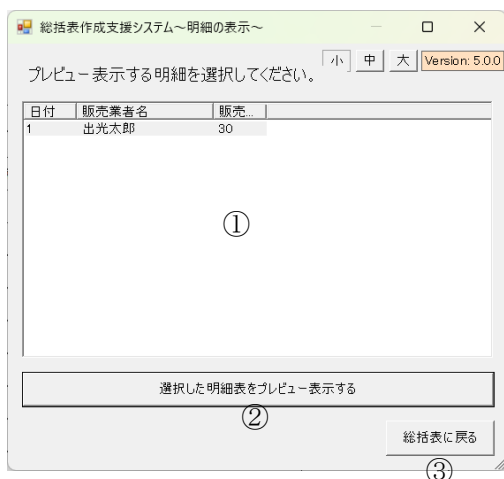 総括表作成支援システム～明細の表示～
プレビュー表示する明細を選択してください。
小 中 大 Version: 5.0.0
日付 販売業者名 販売...
1 出光太郎 30
①
選択した明細表をプレビュー表示する
②
総括表に戻る
③